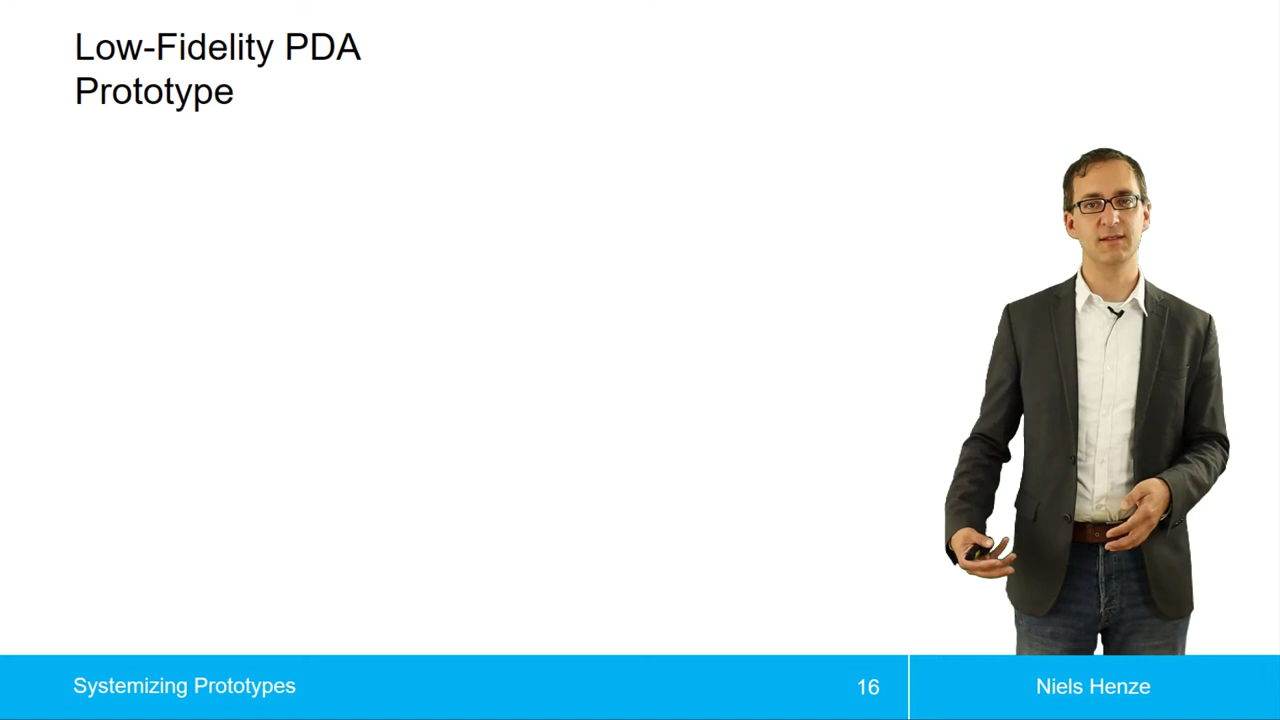 Low-Fidelity PDA
Prototype
Systemizing Prototypes
16
Niels Henze